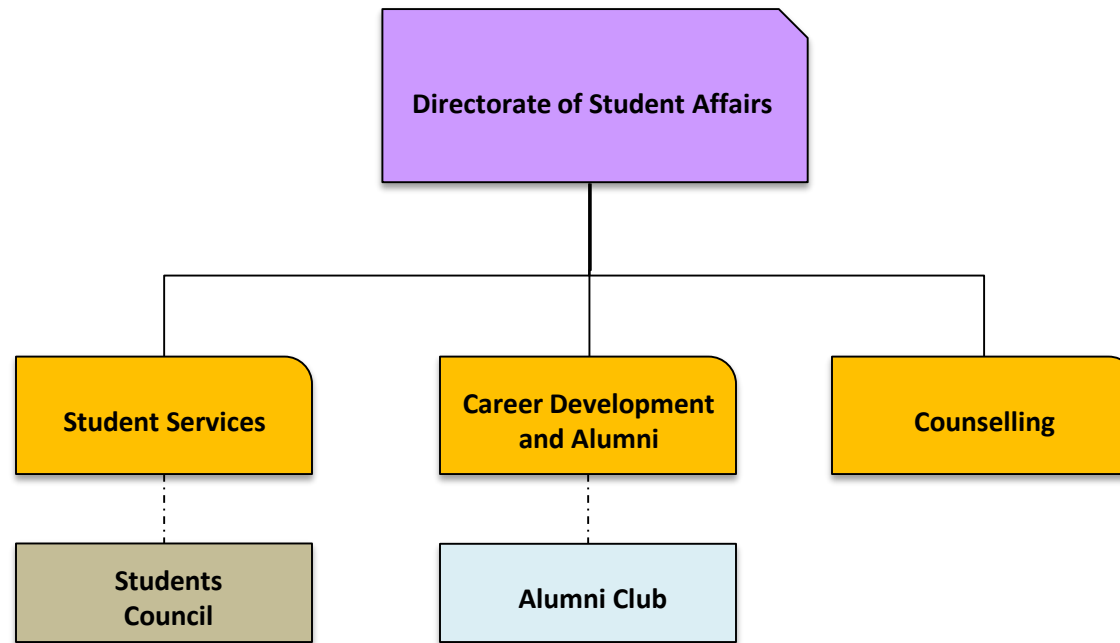 Directorate of Student Affairs
Student Services
Career Development
and Alumni
Counselling
Students
Council
Alumni Club